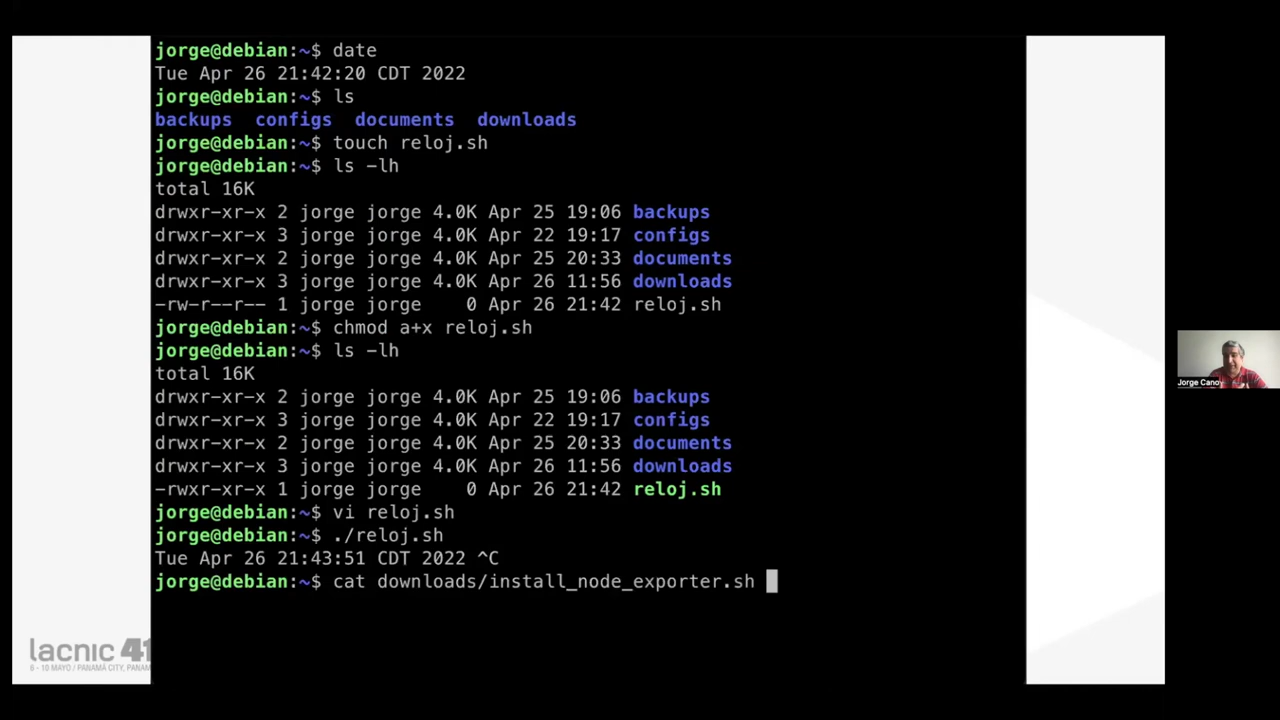 jorge@debian:~$ date
Tue Apr 26 21:42:20 CDT 2022
jorge@debian:~$ ls
backups  configs  documents  downloads
jorge@debian:~$ touch reloj.sh
jorge@debian:~$ ls -lh
total 16K
drwxr-xr-x 2 jorge jorge 4.0K Apr 25 19:06 backups
drwxr-xr-x 3 jorge jorge 4.0K Apr 22 19:17 configs
drwxr-xr-x 2 jorge jorge 4.0K Apr 25 20:33 documents
drwxr-xr-x 3 jorge jorge 4.0K Apr 26 11:56 downloads
-rw-r--r-- 1 jorge jorge    0 Apr 26 21:42 reloj.sh
jorge@debian:~$ chmod a+x reloj.sh
jorge@debian:~$ ls -lh
total 16K
drwxr-xr-x 2 jorge jorge 4.0K Apr 25 19:06 backups
drwxr-xr-x 3 jorge jorge 4.0K Apr 22 19:17 configs
drwxr-xr-x 2 jorge jorge 4.0K Apr 25 20:33 documents
drwxr-xr-x 3 jorge jorge 4.0K Apr 26 11:56 downloads
-rwxr-xr-x 1 jorge jorge    0 Apr 26 21:42 reloj.sh
jorge@debian:~$ vi reloj.sh
jorge@debian:~$ ./reloj.sh
Tue Apr 26 21:43:51 CDT 2022 ^C
jorge@debian:~$ cat downloads/install_node_exporter.sh
lacnic 41
6 - 10 MAYO / PANAMÁ CITY, PANAM
Jorge Cano